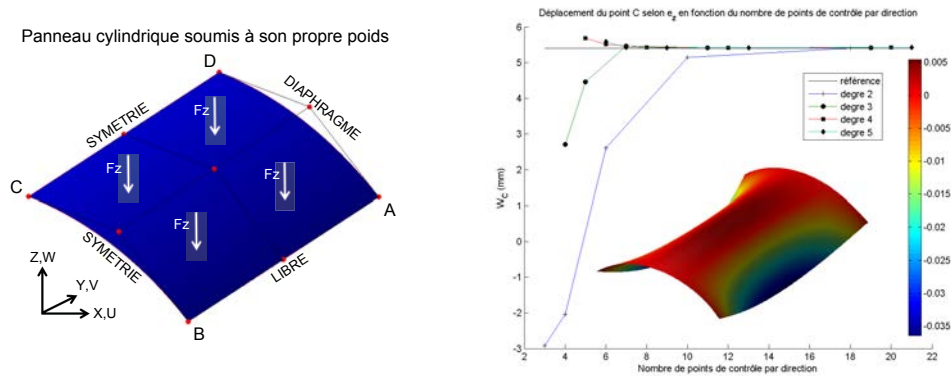 Panneau cylindrique soumis à son propre poids
D
SYMETRIE
DIAPHRAGME
Fz
Fz
Fz
Fz
C
A
SYMETRIE
LIBRE
B
Z,W
Y,V
X,U
Déplacement du point C selon e_z en fonction du nombre de points de contrôle par direction
W_C (mm)
6
5
4
3
2
1
0
-1
-2
-3
4
6
8
10
12
14
16
18
20
22
Nombre de points de contrôle par direction
référence
degre 2
degre 3
degre 4
degre 5
0.005
0
-0.005
-0.01
-0.015
-0.02
-0.025
-0.03
-0.035